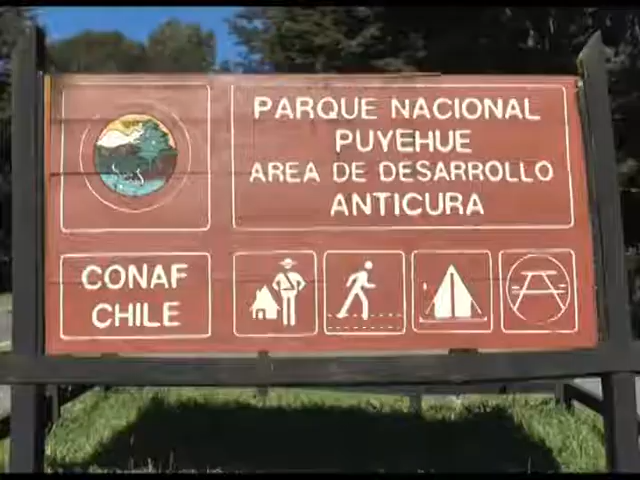 PARQUE NACIONAL
PUYEHUE
AREA DE DESARROLLO
ANTICURA
CONAF
CHILE